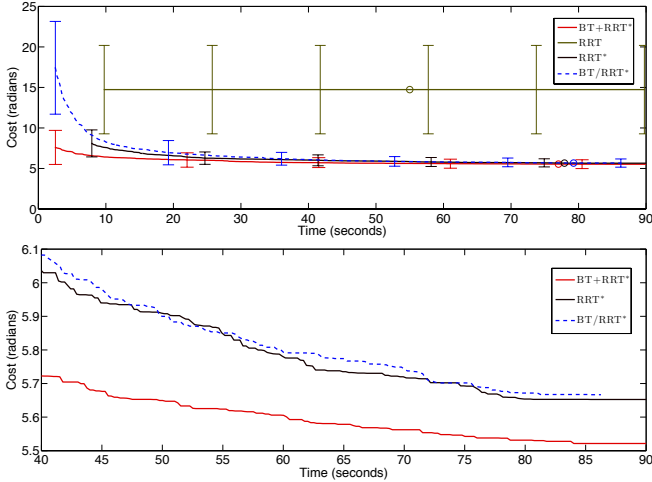 25
20
15
10
5
0
Cost (radians)
0 10 20 30 40 50 60 70 80 90
Time (seconds)
BT+RRT*
RRT
RRT*
BT/RRT*
6.1
6
5.9
5.8
5.7
5.6
5.5
Cost (radians)
40 45 50 55 60 65 70 75 80 85 90
Time (seconds)
BT+RRT*
RRT*
BT/RRT*